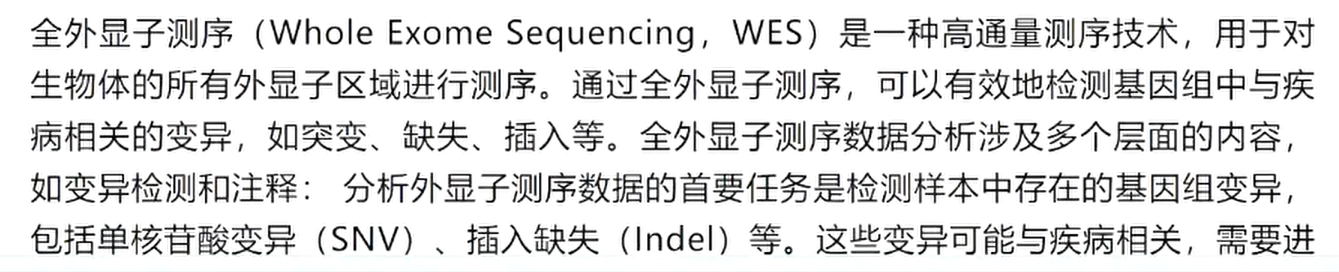 全外显子测序（Whole Exome Sequencing，WES）是一种高通量测序技术，用于对
生物体的所有外显子区域进行测序。通过全外显子测序，可以有效地检测基因组中与疾
病相关的变异，如突变、缺失、插入等。全外显子测序数据分析涉及多个层面的内容，
如变异检测和注释： 分析外显子测序数据的首要任务是检测样本中存在的基因组变异，
包括单核苷酸变异（SNV）、插入缺失（Indel）等。这些变异可能与疾病相关，需要进